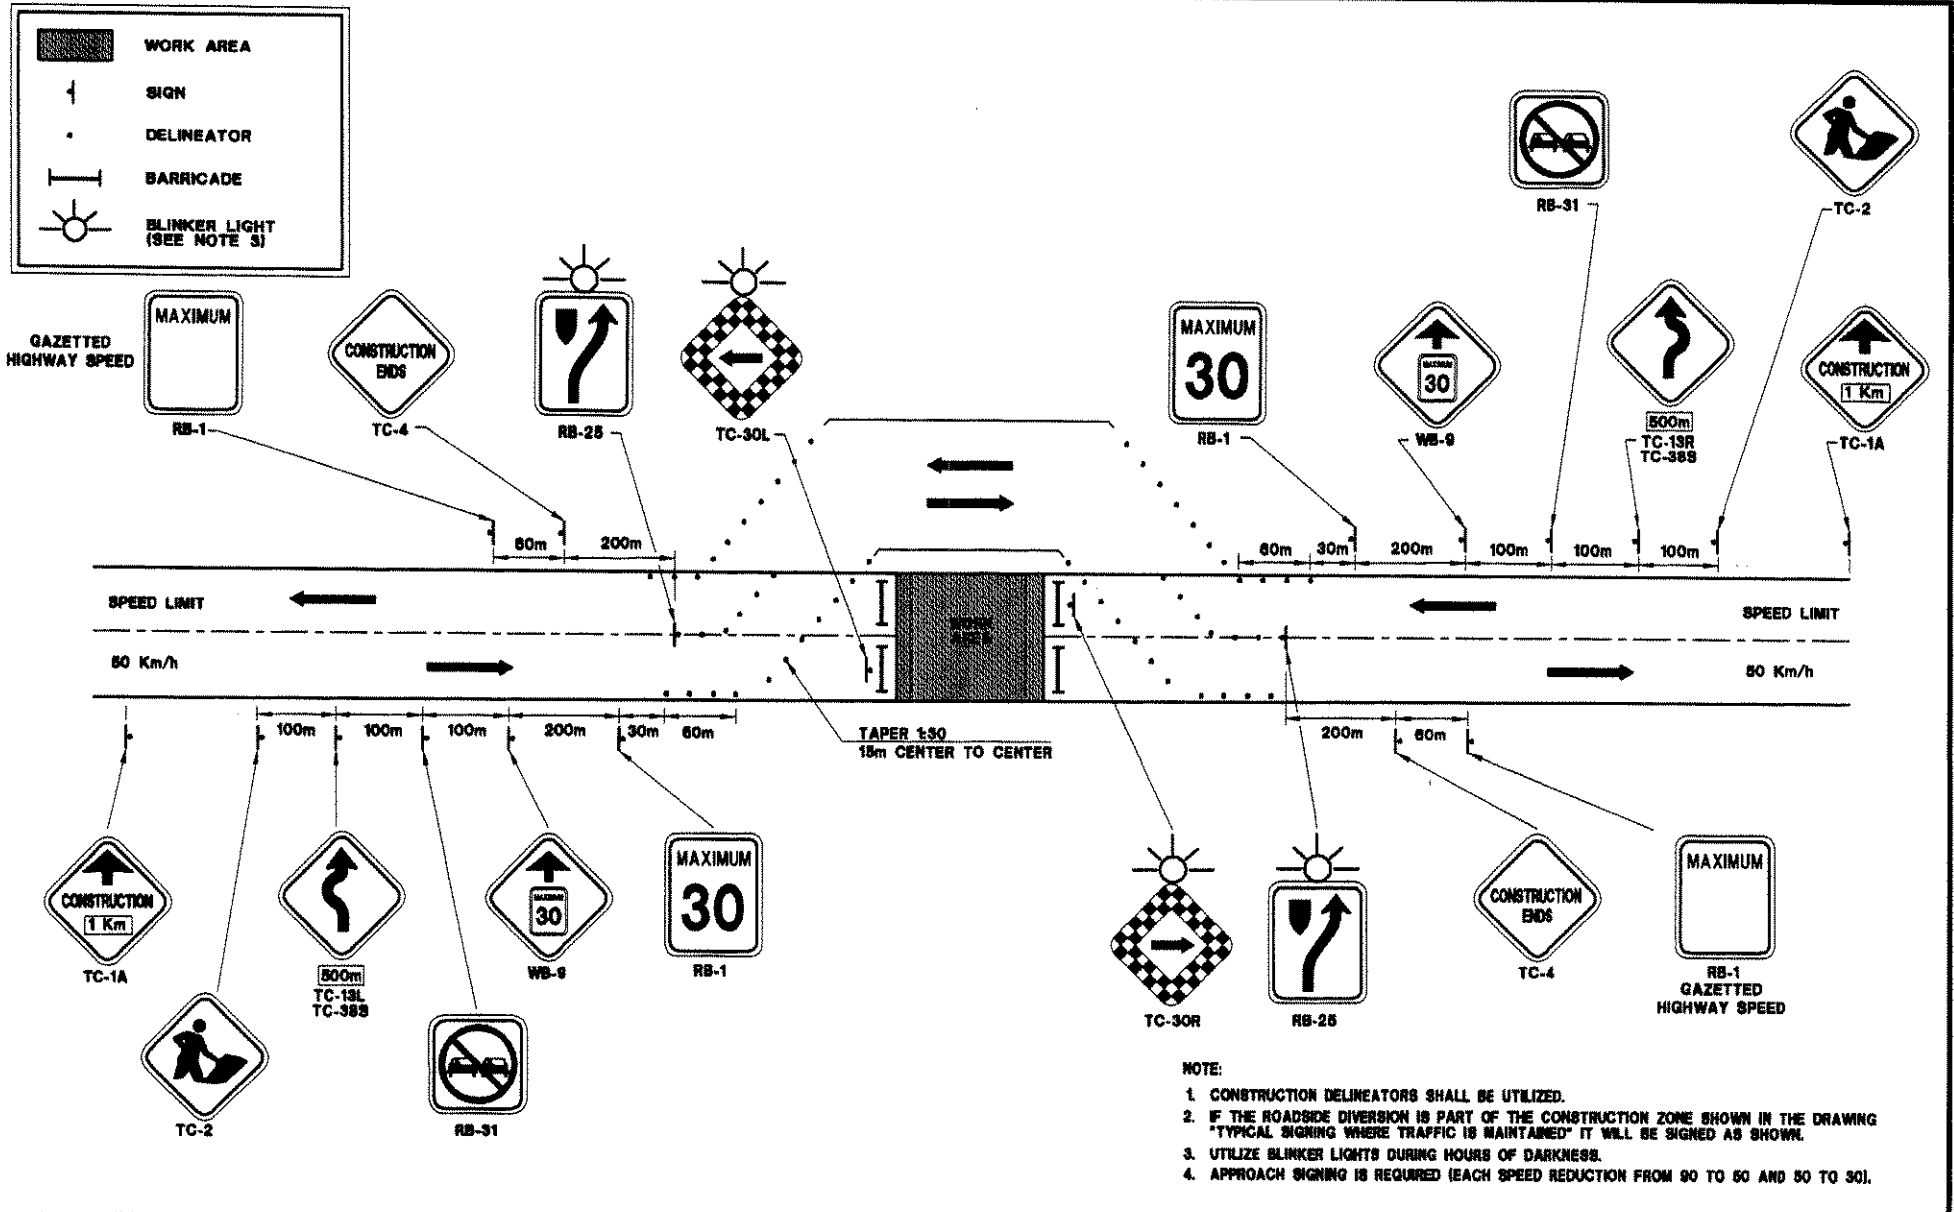 WORK AREA
SIGN
DELINEATOR
BARRICADE
BLINKER LIGHT
(SEE NOTE 3)
GAZETTED
HIGHWAY SPEED
MAXIMUM
RB-1
CONSTRUCTION
ENDS
TC-4
RB-25
TC-30L
MAXIMUM
30
RB-1
MAXIMUM
30
WB-9
RB-31
500m
TC-13R
TC-38S
TC-2
CONSTRUCTION
1 Km
TC-1A
60m
200m
60m
30m
200m
100m
100m
100m
SPEED LIMIT
50 Km/h
WORK
AREA
SPEED LIMIT
50 Km/h
100m
100m
100m
200m
30m
60m
TAPER 1:30
15m CENTER TO CENTER
200m
60m
CONSTRUCTION
1 Km
TC-1A
TC-2
500m
TC-13L
TC-38S
RB-31
MAXIMUM
30
WB-9
MAXIMUM
30
RB-1
TC-30R
RB-25
CONSTRUCTION
ENDS
TC-4
MAXIMUM
RB-1
GAZETTED
HIGHWAY SPEED
NOTE:
1. CONSTRUCTION DELINEATORS SHALL BE UTILIZED.
2. IF THE ROADSIDE DIVERSION IS PART OF THE CONSTRUCTION ZONE SHOWN IN THE DRAWING
"TYPICAL SIGNING WHERE TRAFFIC IS MAINTAINED" IT WILL BE SIGNED AS SHOWN.
3. UTILIZE BLINKER LIGHTS DURING HOURS OF DARKNESS.
4. APPROACH SIGNING IS REQUIRED (EACH SPEED REDUCTION FROM 90 TO 50 AND 50 TO 30).